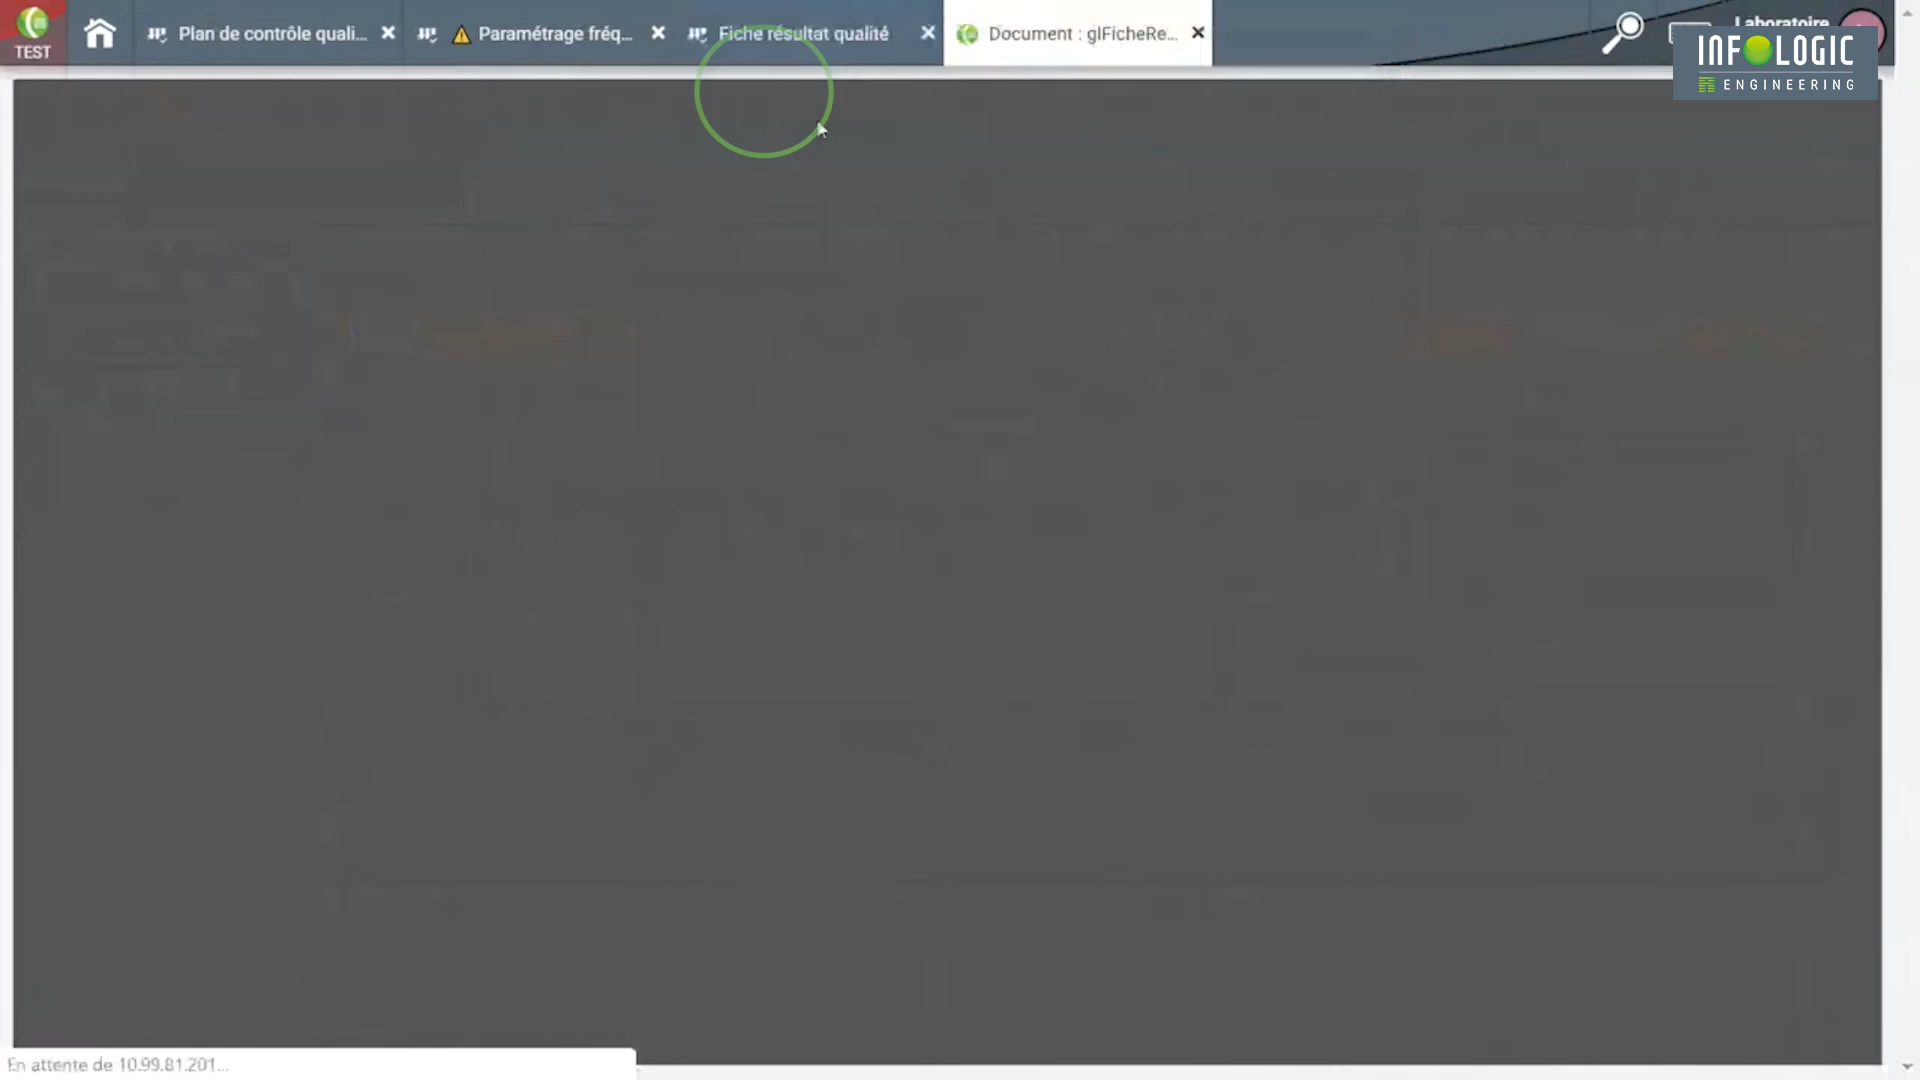 TEST
Plan de contrôle quali...
Paramétrage fréq...
Fiche résultat qualité
Document : glFicheRe...
Laboratoire
INFOLOGIC
ENGINEERING
En attente de 10.99.81.201...